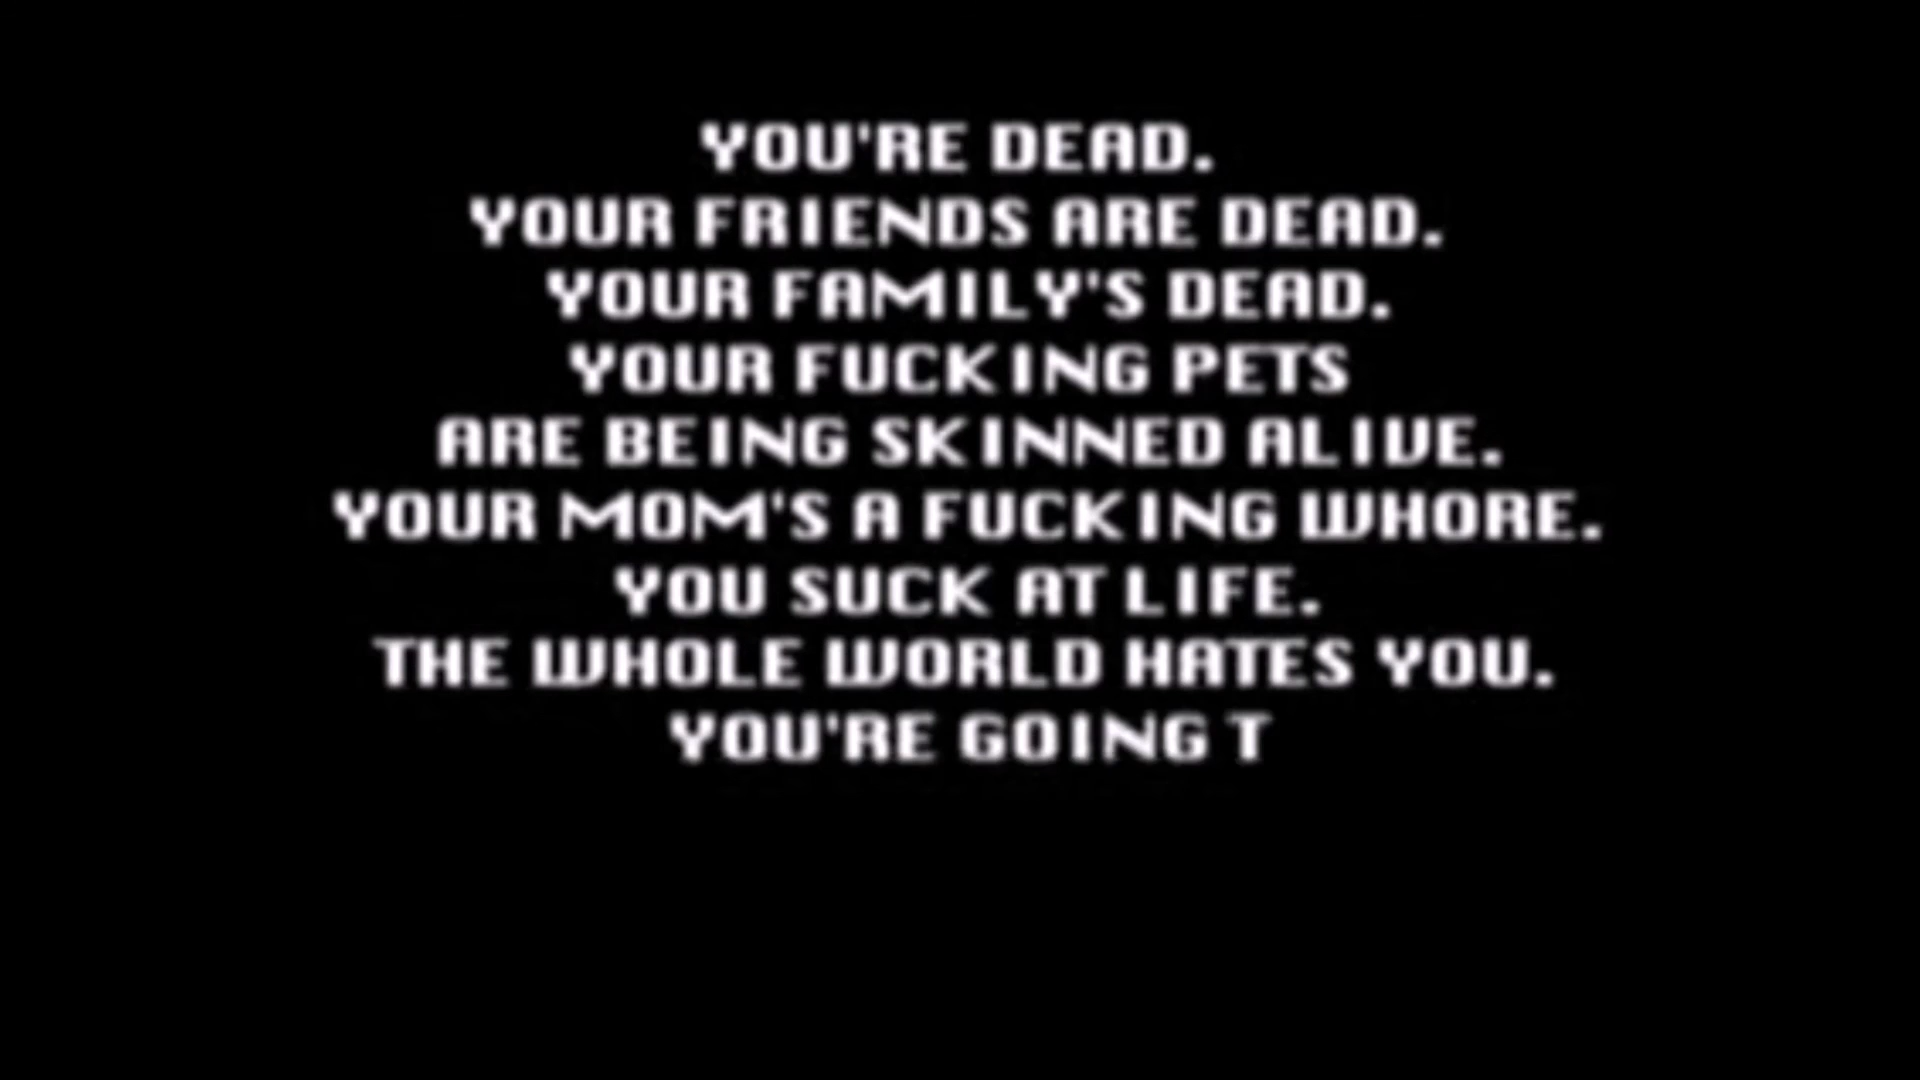 YOU'RE DEAD.
YOUR FRIENDS ARE DEAD.
YOUR FAMILY'S DEAD.
YOUR FUCKING PETS
ARE BEING SKINNED ALIVE.
YOUR MOM'S A FUCKING WHORE.
YOU SUCK AT LIFE.
THE WHOLE WORLD HATES YOU.
YOU'RE GOING T